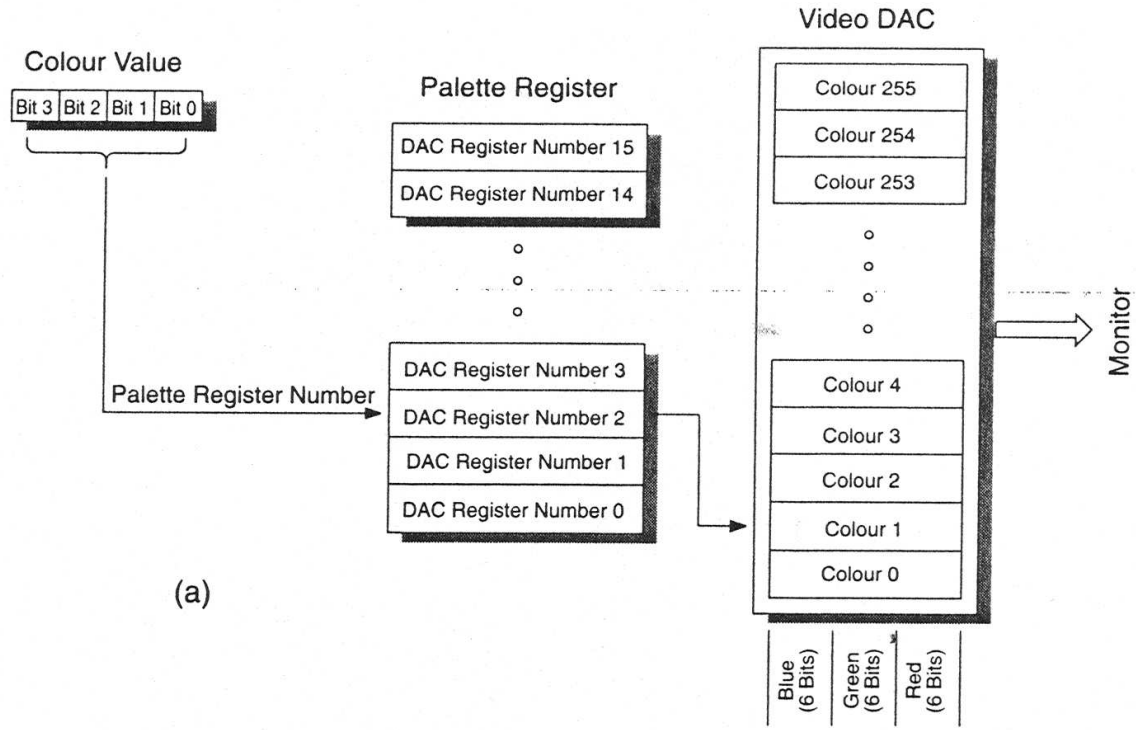 Video DAC
Colour Value
Bit 3 Bit 2 Bit 1 Bit 0
Palette Register
DAC Register Number 15
DAC Register Number 14
DAC Register Number 3
DAC Register Number 2
DAC Register Number 1
DAC Register Number 0
Palette Register Number
Colour 255
Colour 254
Colour 253
Colour 4
Colour 3
Colour 2
Colour 1
Colour 0
Monitor
Blue
(6 Bits)
Green
(6 Bits)
Red
(6 Bits)
(a)